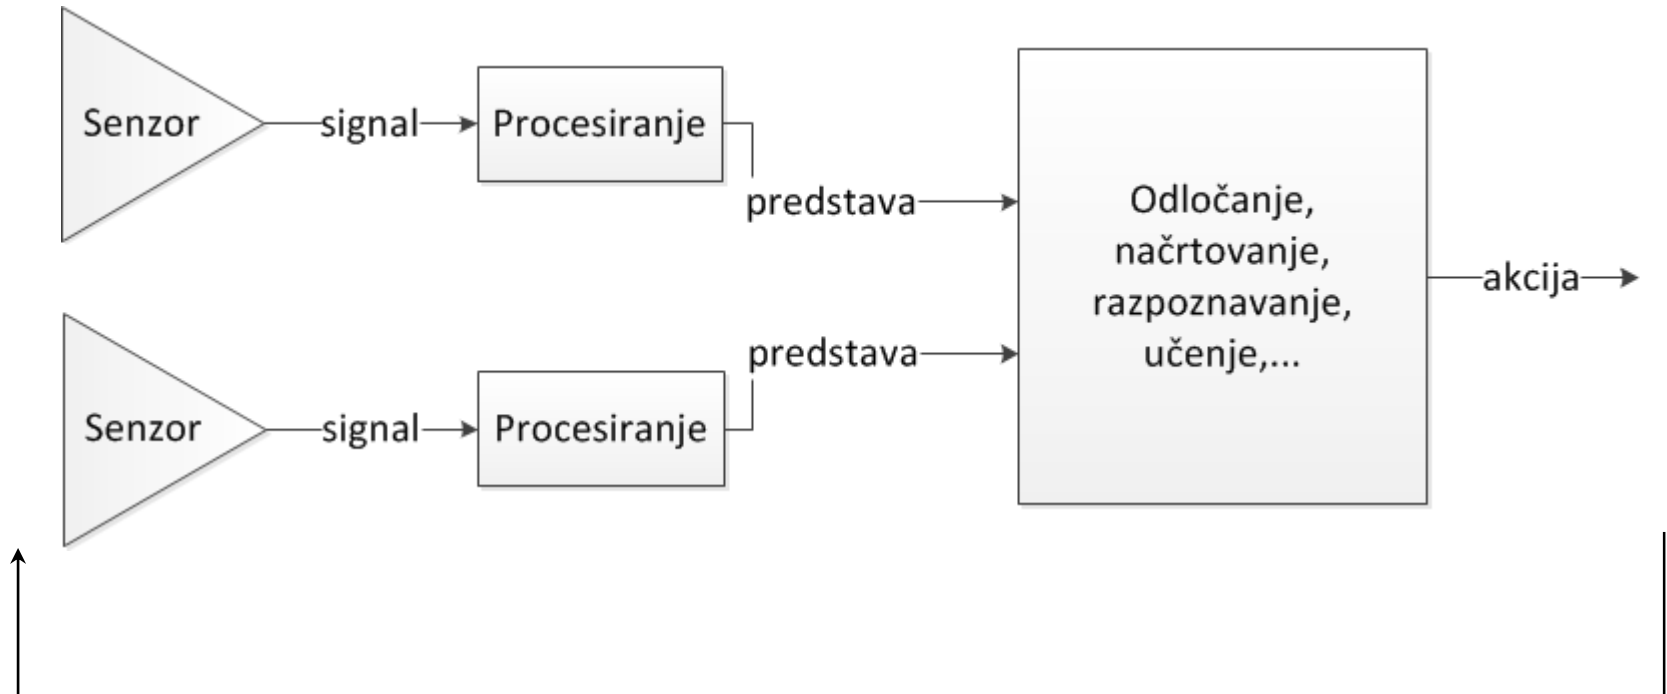 Senzor
signal
Procesiranje
predstava
Odločanje,
načrtovanje,
razpoznavanje,
učenje,...
akcija
predstava
Senzor
signal
Procesiranje